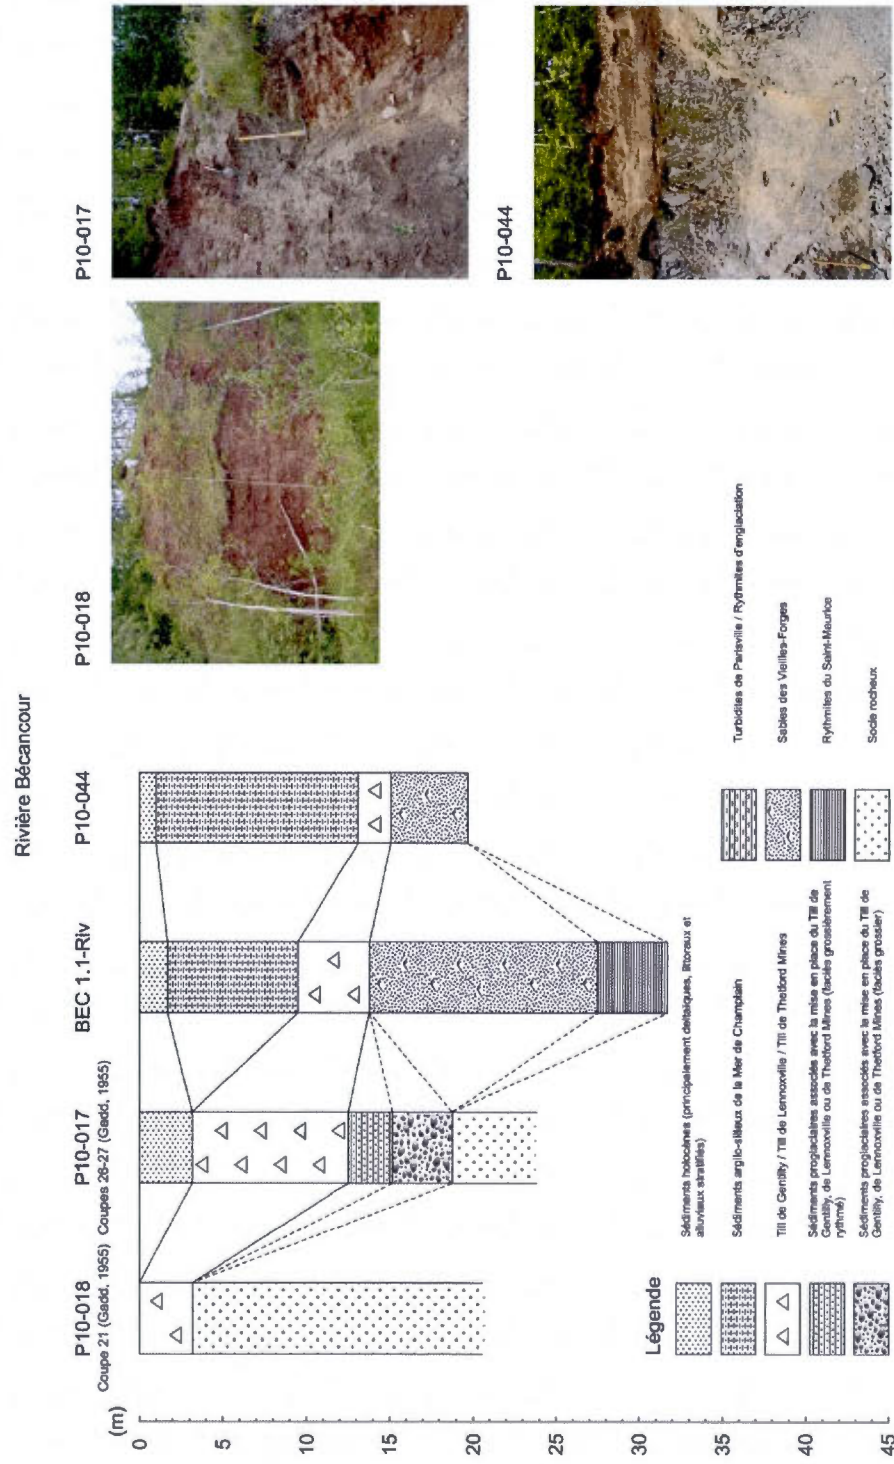 Rivière Bécancour
P10-018
Coupe 21 (Gadd, 1955)
P10-017
Coupes 26-27 (Gadd, 1955)
BEC 1.1-Riv
P10-044
P10-018
P10-017
P10-044
(m)
0
5
10
15
20
25
30
35
40
45
Légende
Sédiments holocènes (principalement deltaïques, littoraux et
alluviaux stratifiés)
Sédiments argilo-silteux de la Mer de Champlain
Till de Gentilly / Till de Lennoxville / Till de Thetford Mines
Sédiments proglaciaires associés avec la mise en place du Till de
Gentilly, de Lennoxville ou de Thetford Mines (faciès grossièrement
rythmé)
Sédiments proglaciaires associés avec la mise en place du Till de
Gentilly, de Lennoxville ou de Thetford Mines (faciès grossier)
Turbidites de Parisville / Rythmites d'englaciation
Sables des Vieilles-Forges
Rythmites du Saint-Maurice
Socle rocheux